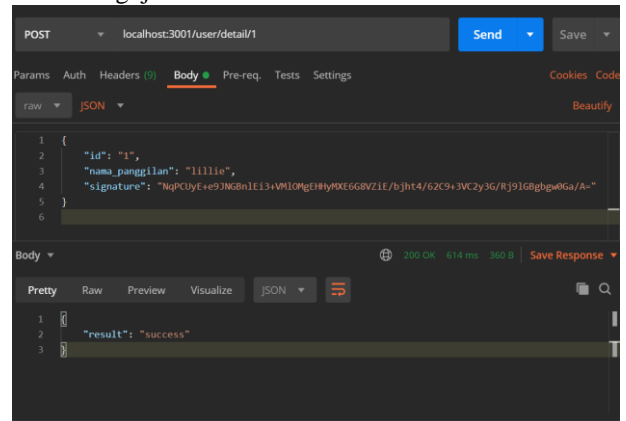 POST localhost:3001/user/detail/1 Send Save
Params Auth Headers (9) Body Pre-req. Tests Settings Cookies Code
raw JSON Beautify
1 {
2 "id": "1",
3 "nama_panggilan": "lillie",
4 "signature": "NqPCUyE+e9JNGBnlEi3+VMlOMgEHHyMXE6G8VZiE/bjht4/62C9+3VC2y3G/Rj9lGBgbgw0Ga/A="
5 }
6
Body 200 OK 614 ms 360 B Save Response
Pretty Raw Preview Visualize JSON
1 {
2 "result": "success"
3 }